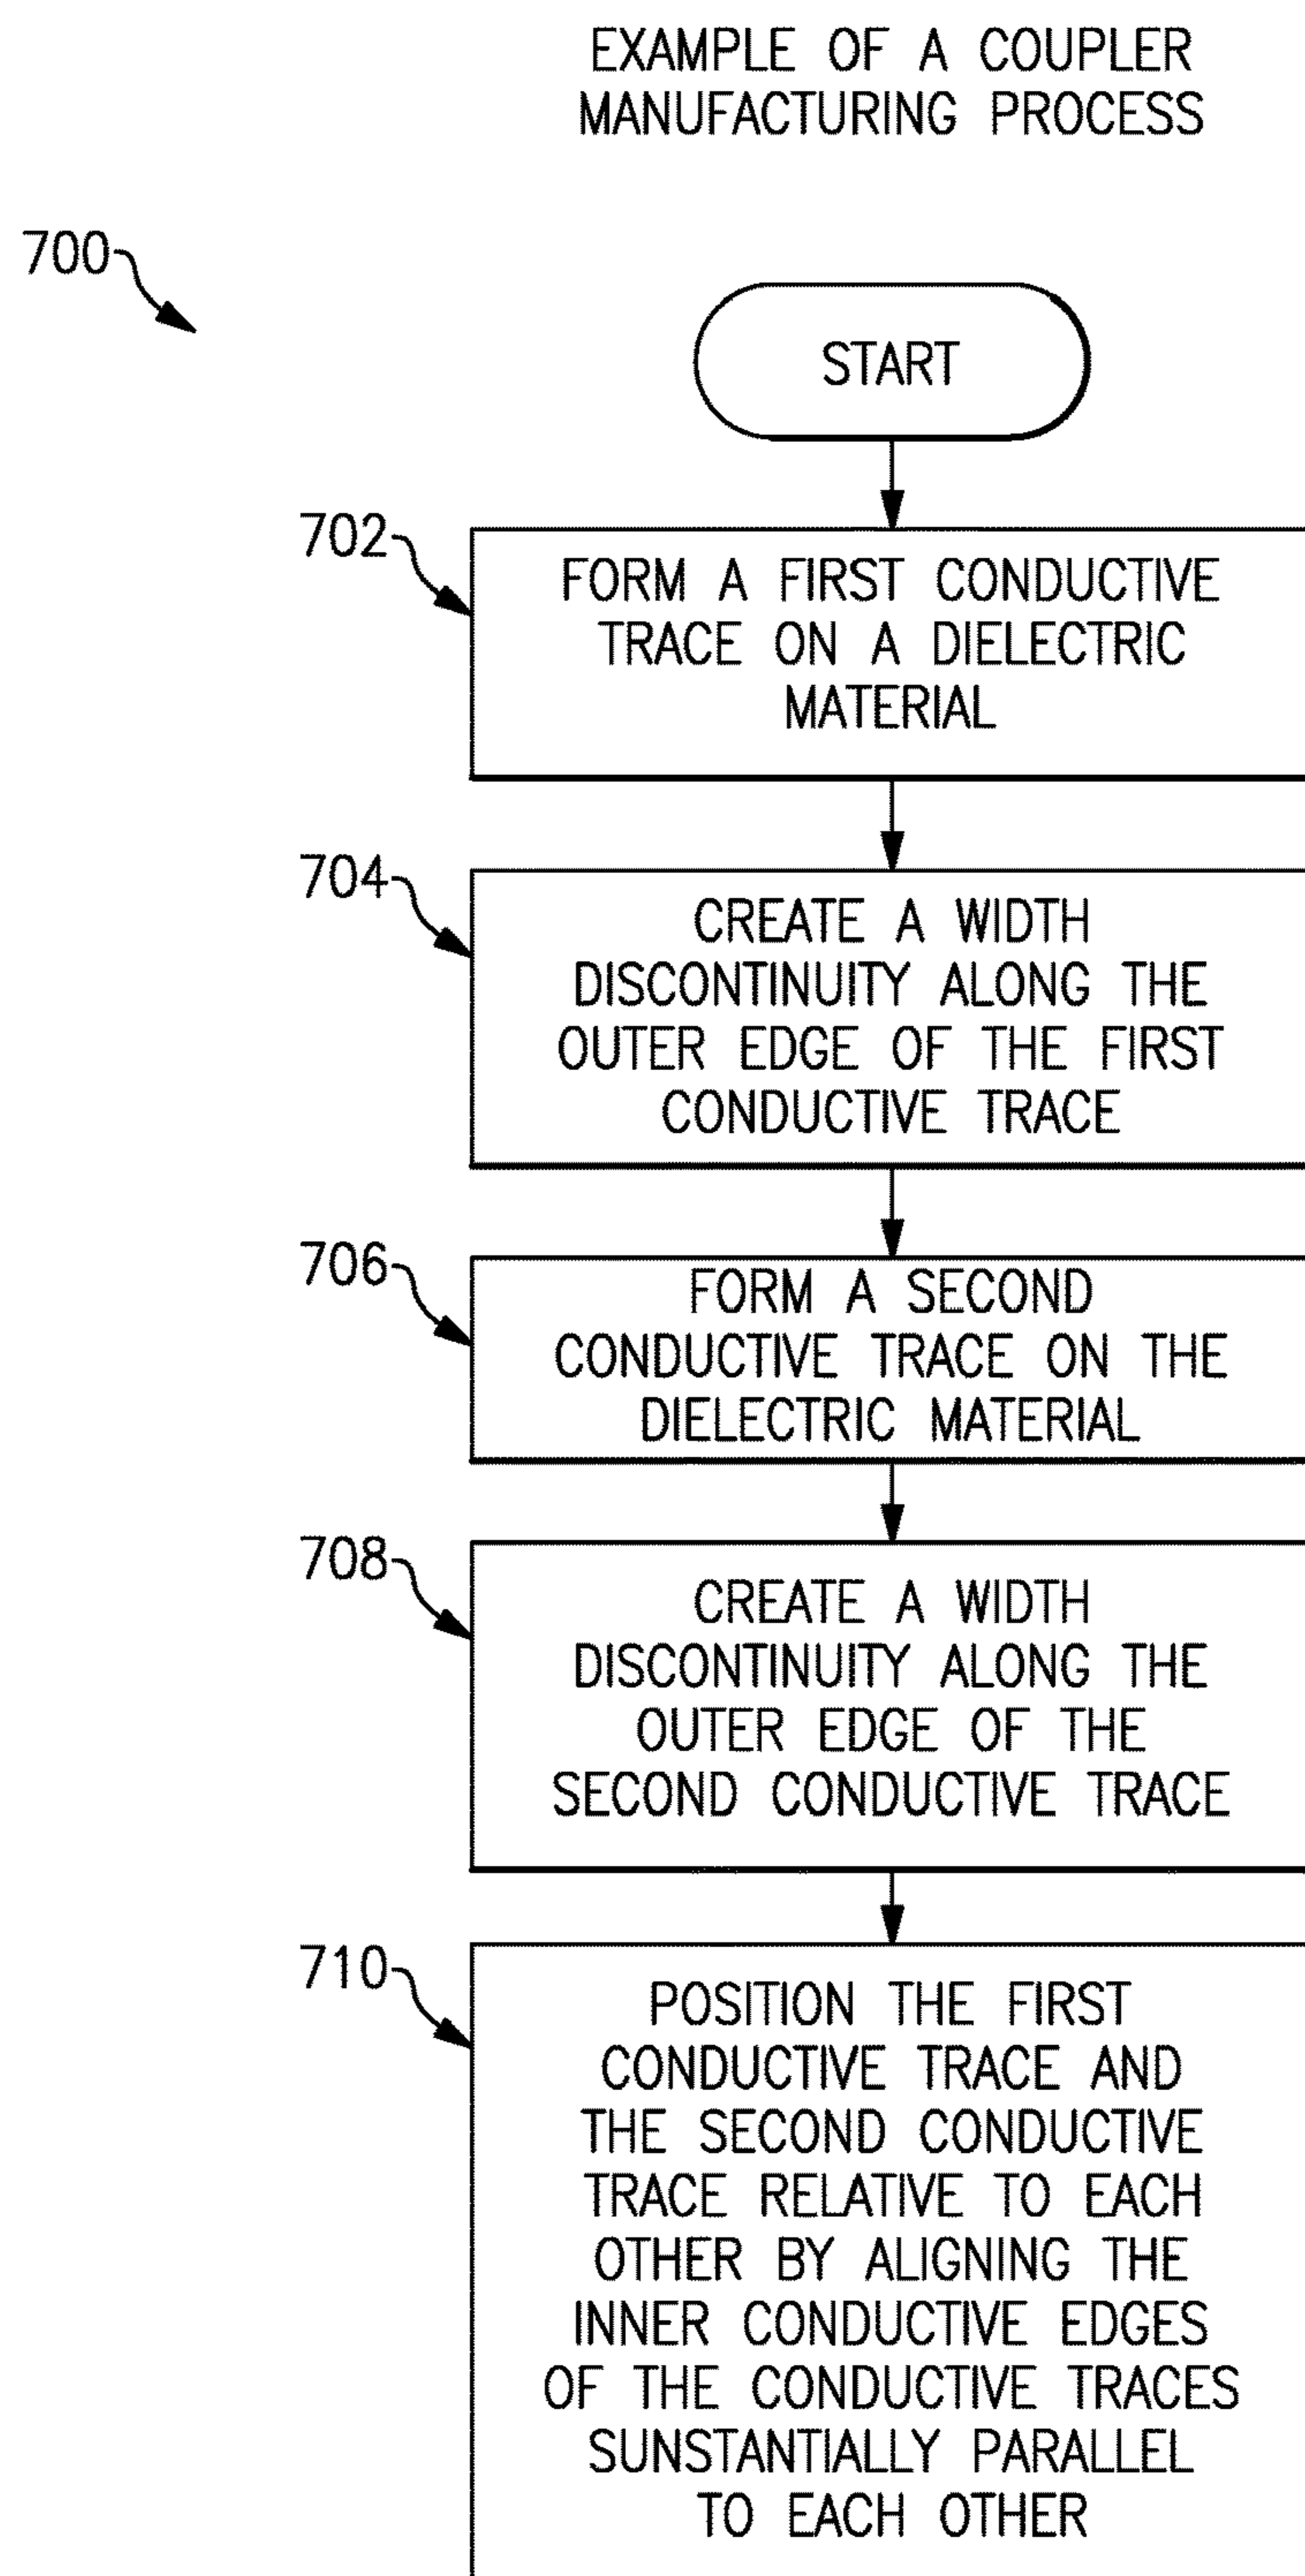 EXAMPLE OF A COUPLER
MANUFACTURING PROCESS
700
START
702
FORM A FIRST CONDUCTIVE
TRACE ON A DIELECTRIC
MATERIAL
704
CREATE A WIDTH
DISCONTINUITY ALONG THE
OUTER EDGE OF THE FIRST
CONDUCTIVE TRACE
706
FORM A SECOND
CONDUCTIVE TRACE ON THE
DIELECTRIC MATERIAL
708
CREATE A WIDTH
DISCONTINUITY ALONG THE
OUTER EDGE OF THE
SECOND CONDUCTIVE TRACE
710
POSITION THE FIRST
CONDUCTIVE TRACE AND
THE SECOND CONDUCTIVE
TRACE RELATIVE TO EACH
OTHER BY ALIGNING THE
INNER CONDUCTIVE EDGES
OF THE CONDUCTIVE TRACES
SUNSTANTIALLY PARALLEL
TO EACH OTHER